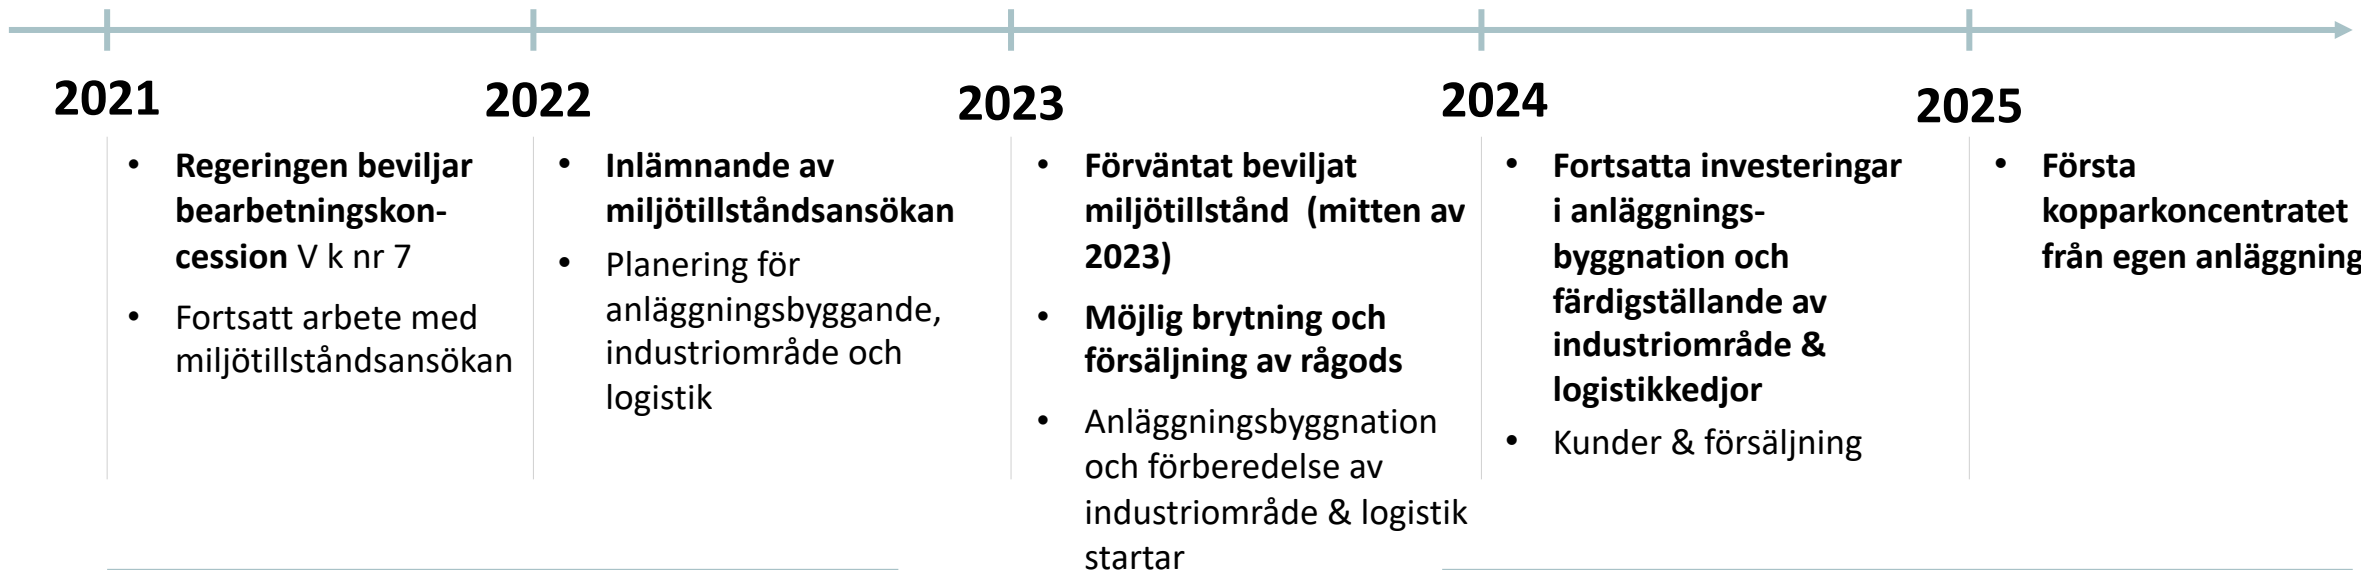 2021
• Regeringen beviljar
bearbetningskon-
cession V k nr 7
• Fortsatt arbete med
miljötillståndsansökan
2022
• Inlämnande av
miljötillståndsansökan
• Planering för
anläggningsbyggande,
industriområde och
logistik
2023
• Förväntat beviljat
miljötillstånd (mitten av
2023)
• Möjlig brytning och
försäljning av rågods
• Anläggningsbyggnation
och förberedelse av
industriområde & logistik
startar
2024
• Fortsatta investeringar
i anläggnings-
byggnation och
färdigställande av
industriområde &
logistikkedjor
• Kunder & försäljning
2025
• Första
kopparkoncentratet
från egen anläggning